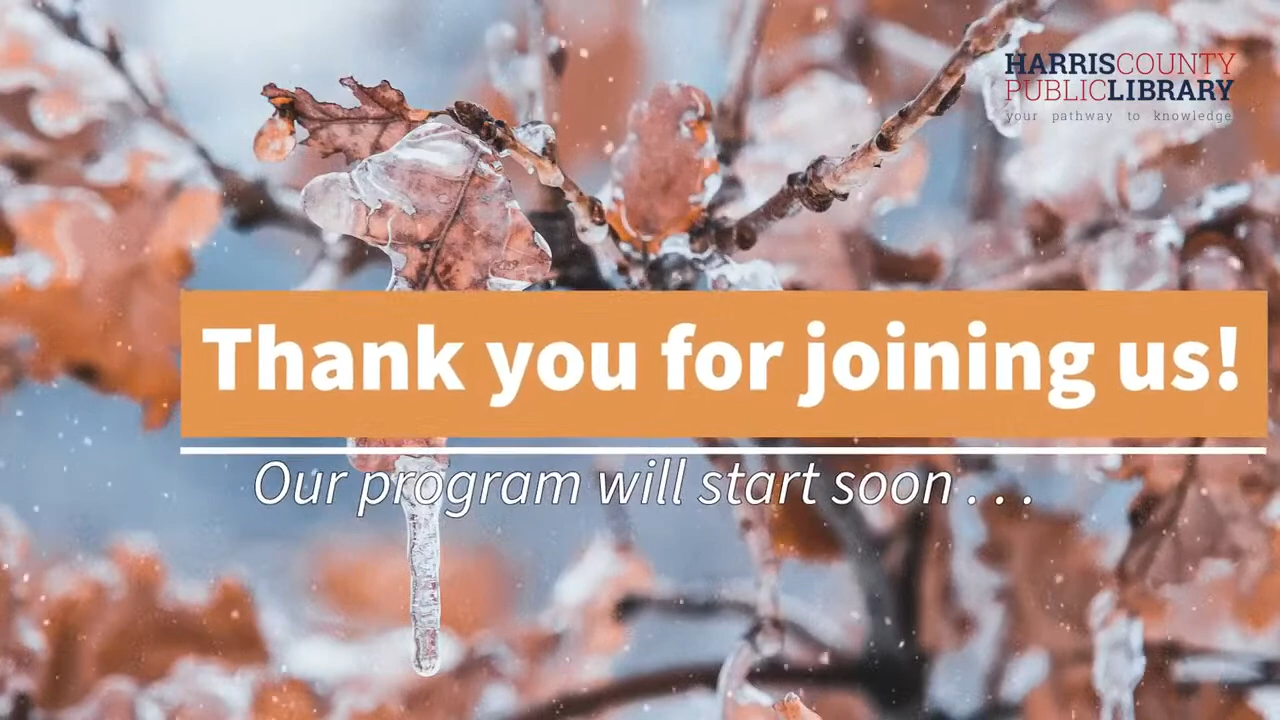 HARRISCOUNTY
PUBLICLIBRARY
your pathway to knowledge
Thank you for joining us!
Our program will start soon . . .